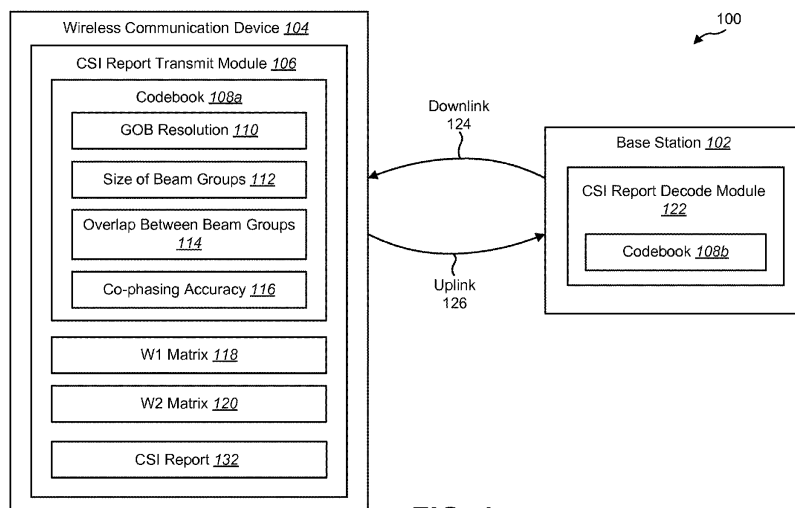 Wireless Communication Device 104
CSI Report Transmit Module 106
Codebook 108a
GOB Resolution 110
Size of Beam Groups 112
Overlap Between Beam Groups
114
Co-phasing Accuracy 116
W1 Matrix 118
W2 Matrix 120
CSI Report 132
Downlink
124
Uplink
126
100
Base Station 102
CSI Report Decode Module
122
Codebook 108b